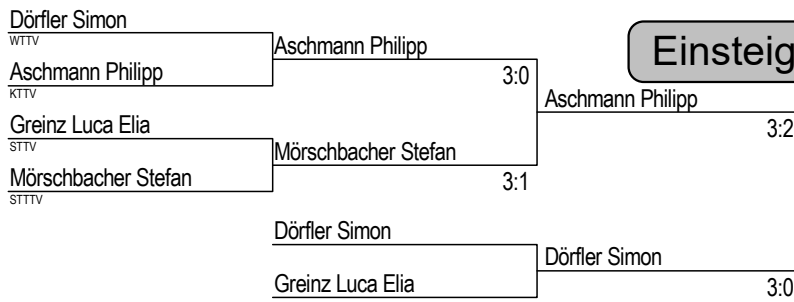 Dörfler Simon
WTTV
Aschmann Philipp
Einsteig
Aschmann Philipp
3:0
KTTV
Aschmann Philipp
Greinz Luca Elia
3:2
STTV
Mörschbacher Stefan
Mörschbacher Stefan
3:1
STTTV
Dörfler Simon
Dörfler Simon
Greinz Luca Elia
3:0